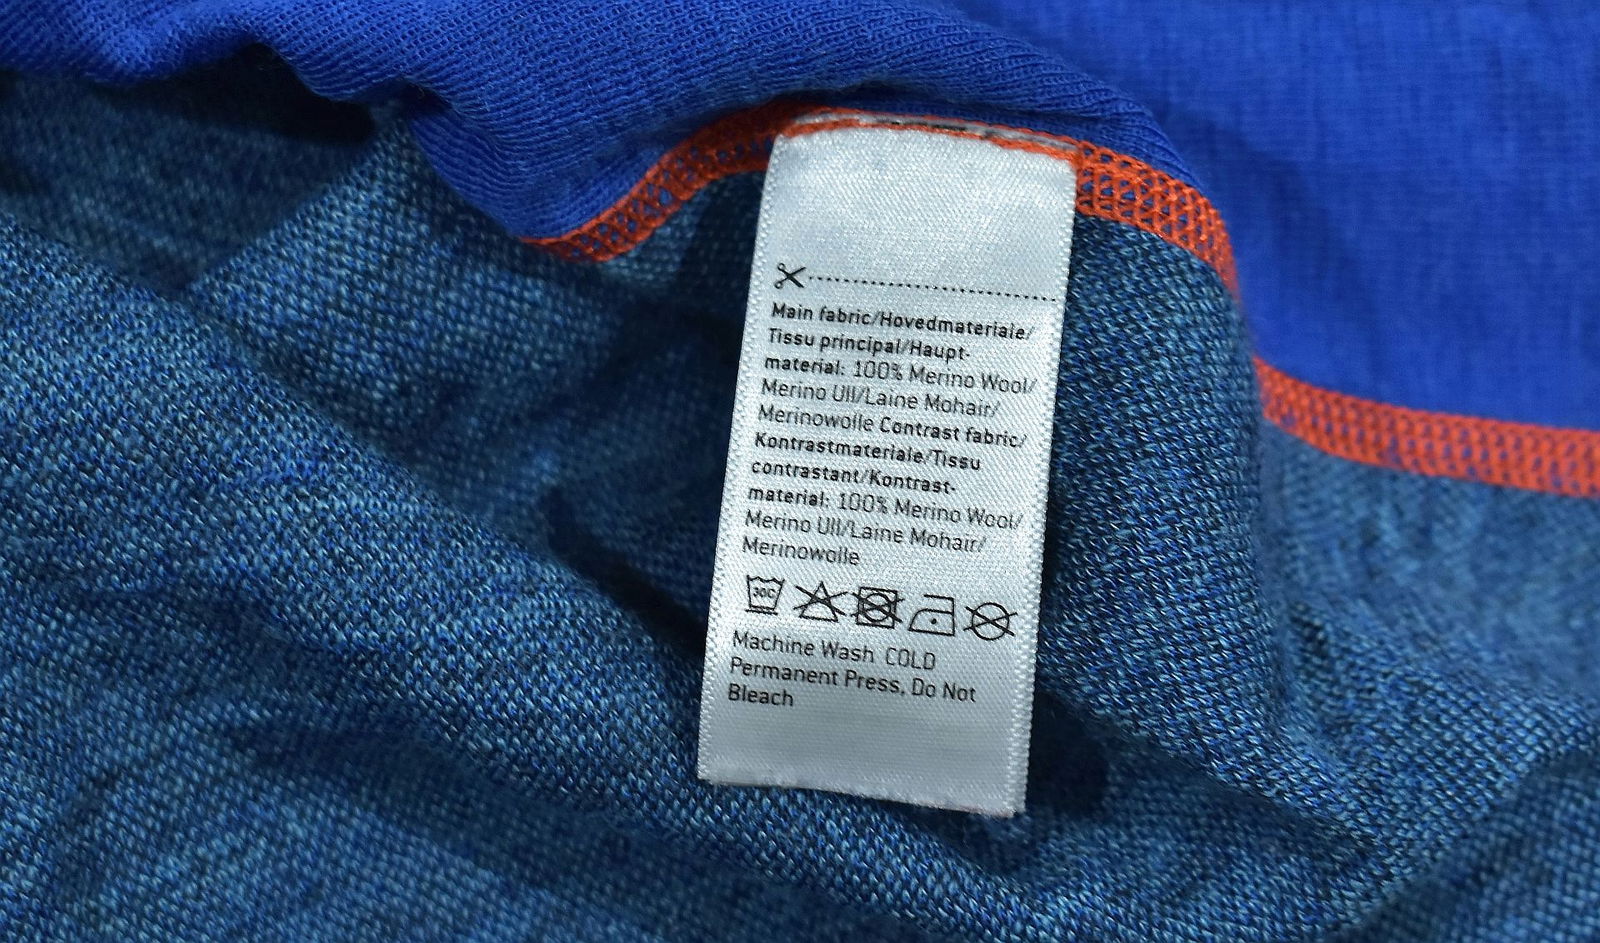 Main fabric/Hovedmateriale/
Tissu principal/Haupt-
material: 100% Merino Wool/
Merino Ull/Laine Mohair/
Merinowolle Contrast fabric/
Kontrastmateriale/Tissu
contrastant/Kontrast-
material: 100% Merino Wool/
Merino Ull/Laine Mohair/
Merinowolle
30C
Machine Wash COLD
Permanent Press, Do Not
Bleach